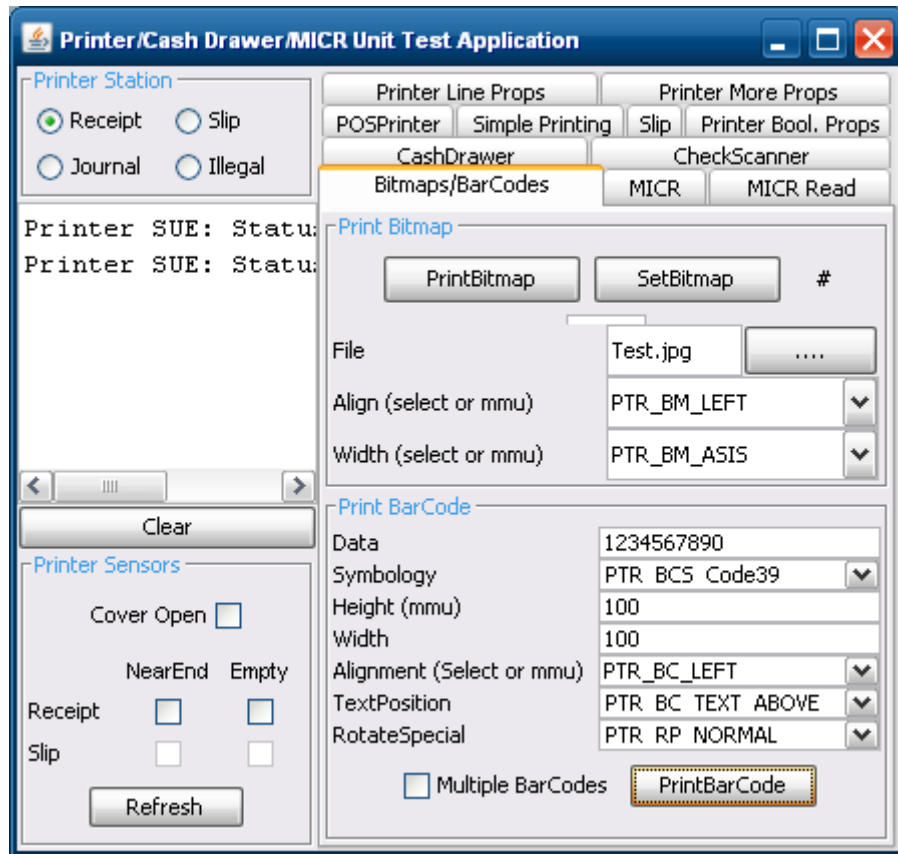 Printer/Cash Drawer/MICR Unit Test Application
Printer Station
Receipt
Slip
Journal
Illegal
Printer SUE: Statu
Printer SUE: Statu
Clear
Printer Sensors
Cover Open
NearEnd Empty
Receipt
Slip
Refresh
Printer Line Props
Printer More Props
POSPrinter
Simple Printing
Slip
Printer Bool. Props
CashDrawer
CheckScanner
Bitmaps/BarCodes
MICR
MICR Read
Print Bitmap
PrintBitmap
SetBitmap
#
File
Test.jpg
....
Align (select or mmu)
PTR_BM_LEFT
Width (select or mmu)
PTR_BM_ASIS
Print BarCode
Data
1234567890
Symbology
PTR_BCS_Code39
Height (mmu)
100
Width
100
Alignment (Select or mmu)
PTR_BC_LEFT
TextPosition
PTR_BC_TEXT_ABOVE
RotateSpecial
PTR_RP_NORMAL
Multiple BarCodes
PrintBarCode